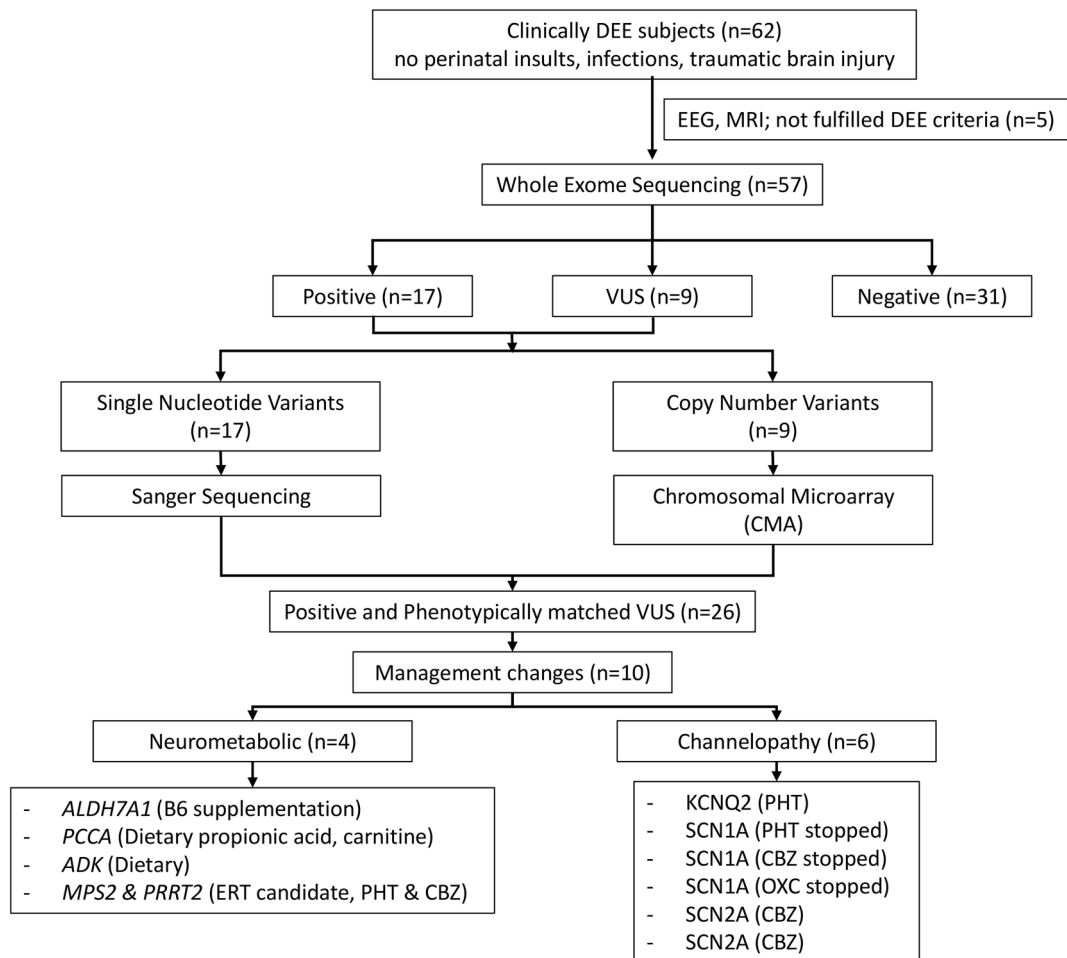 Clinically DEE subjects (n=62)
no perinatal insults, infections, traumatic brain injury
EEG, MRI; not fulfilled DEE criteria (n=5)
Whole Exome Sequencing (n=57)
Positive (n=17)
VUS (n=9)
Negative (n=31)
Single Nucleotide Variants
(n=17)
Copy Number Variants
(n=9)
Sanger Sequencing
Chromosomal Microarray
(CMA)
Positive and Phenotypically matched VUS (n=26)
Management changes (n=10)
Neurometabolic (n=4)
Channelopathy (n=6)
- ALDH7A1 (B6 supplementation)
- PCCA (Dietary propionic acid, carnitine)
- ADK (Dietary)
- MPS2 & PRRT2 (ERT candidate, PHT & CBZ)
- KCNQ2 (PHT)
- SCN1A (PHT stopped)
- SCN1A (CBZ stopped)
- SCN1A (OXC stopped)
- SCN2A (CBZ)
- SCN2A (CBZ)